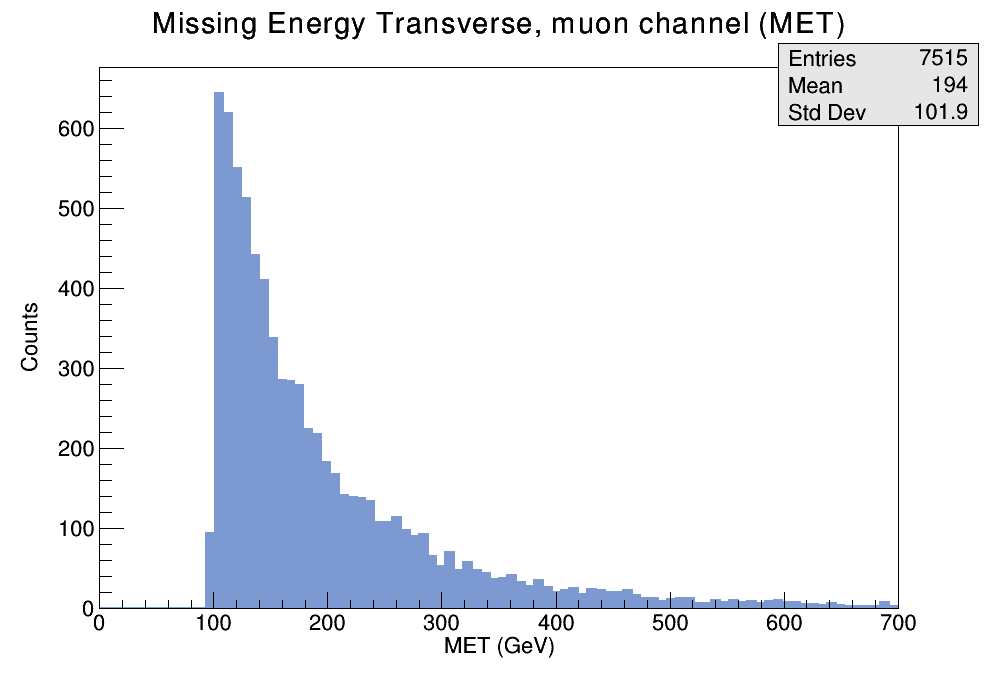 Missing Energy Transverse, muon channel (MET)
Entries 7515
Mean 194
Std Dev 101.9
600
500
400
300
200
100
0
Counts
0 100 200 300 400 500 600 700
MET (GeV)